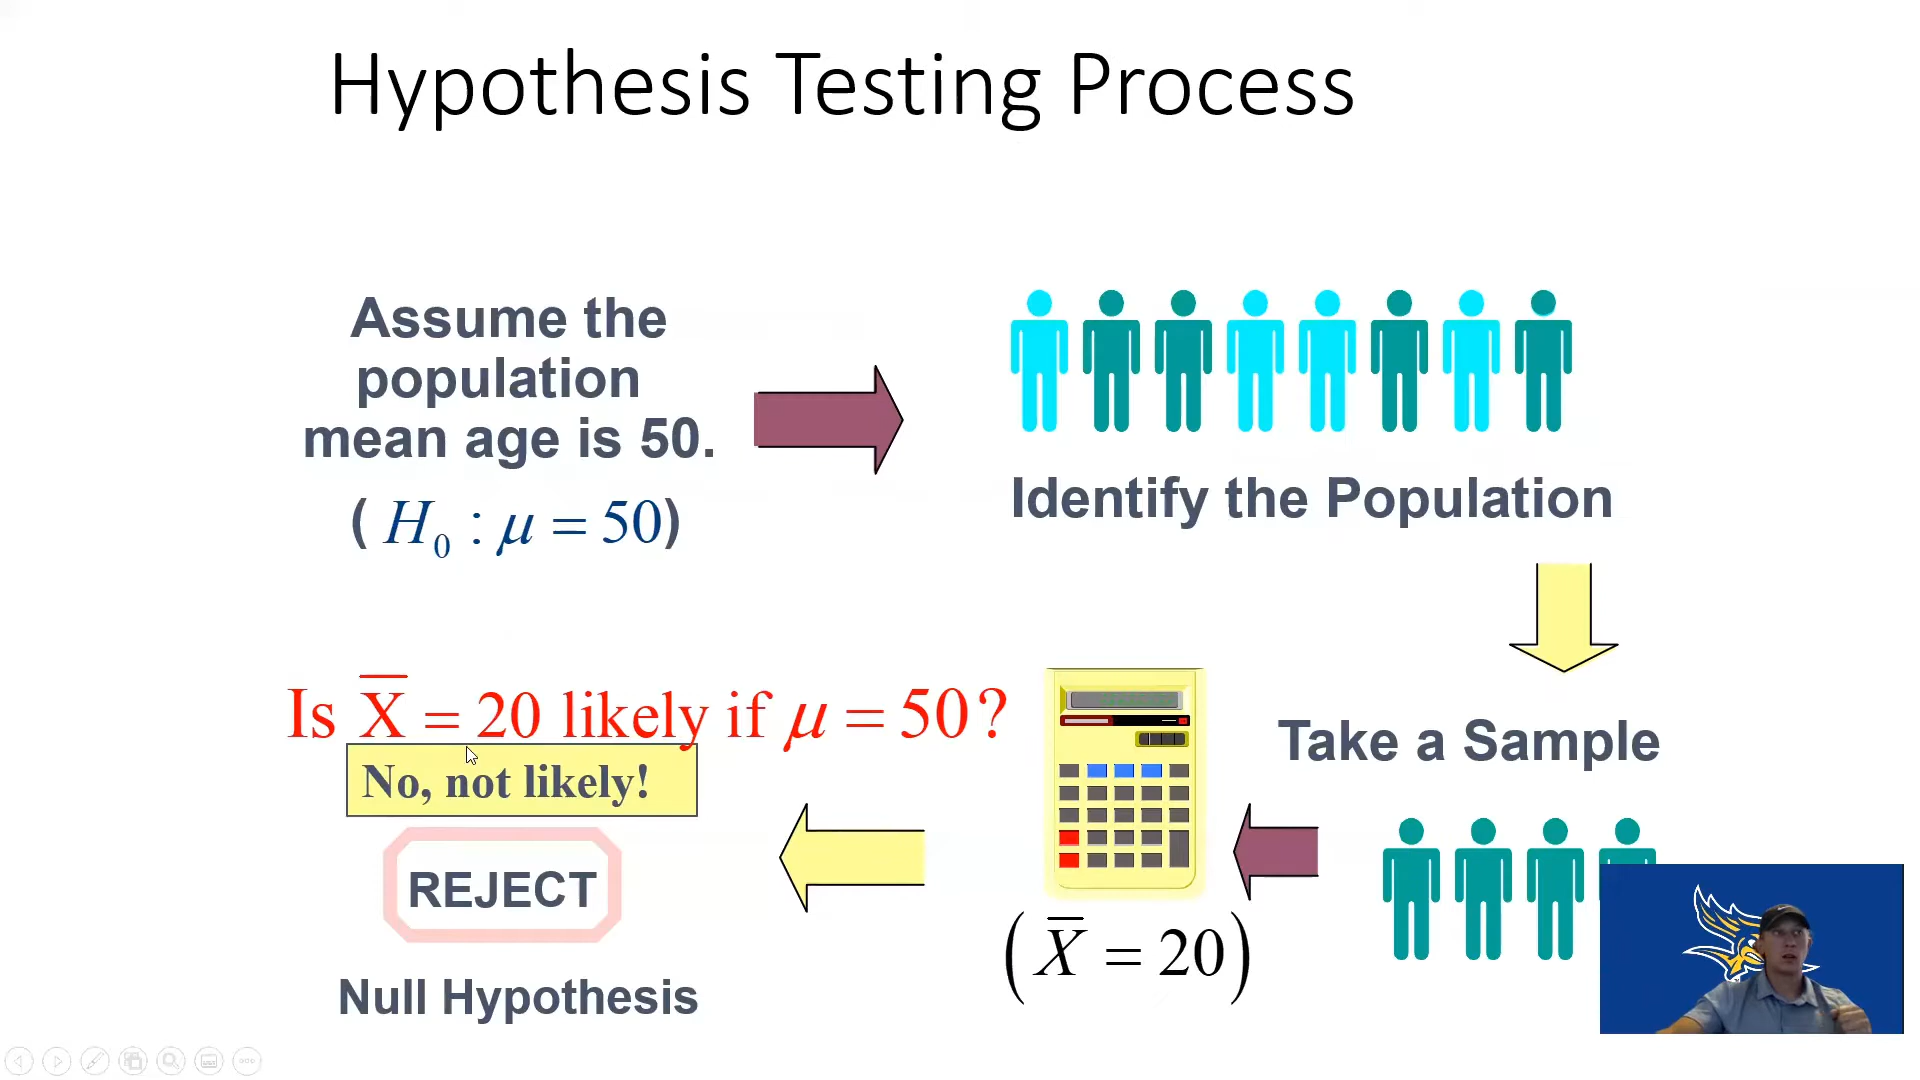 Hypothesis Testing Process
Assume the
population
mean age is 50.
( H₀ : μ = 50)
Identify the Population
Take a Sample
(X̅ = 20)
Is X̅ = 20 likely if μ = 50?
No, not likely!
REJECT
Null Hypothesis